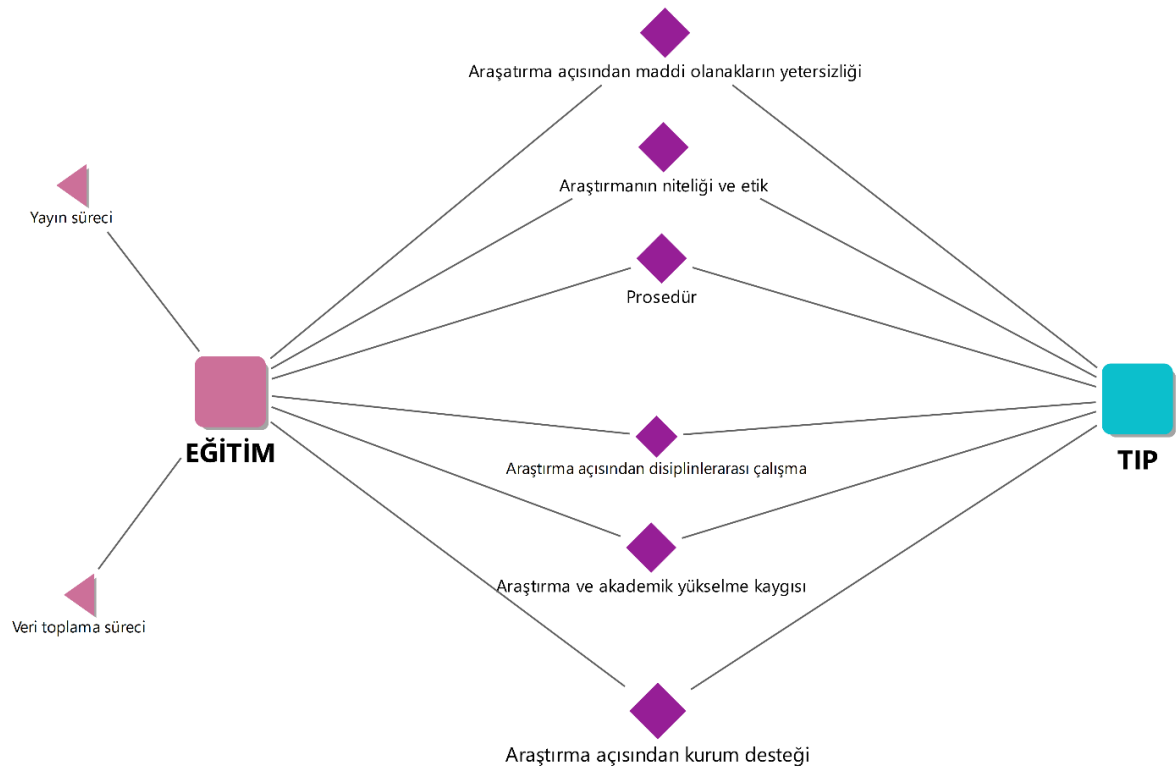 Araşatırma açısından maddi olanakların yetersizliği
Araştırmanın niteliği ve etik
Yayın süreci
Prosedür
EĞİTİM
TIP
Araştırma açısından disiplinlerarası çalışma
Araştırma ve akademik yükselme kaygısı
Veri toplama süreci
Araştırma açısından kurum desteği